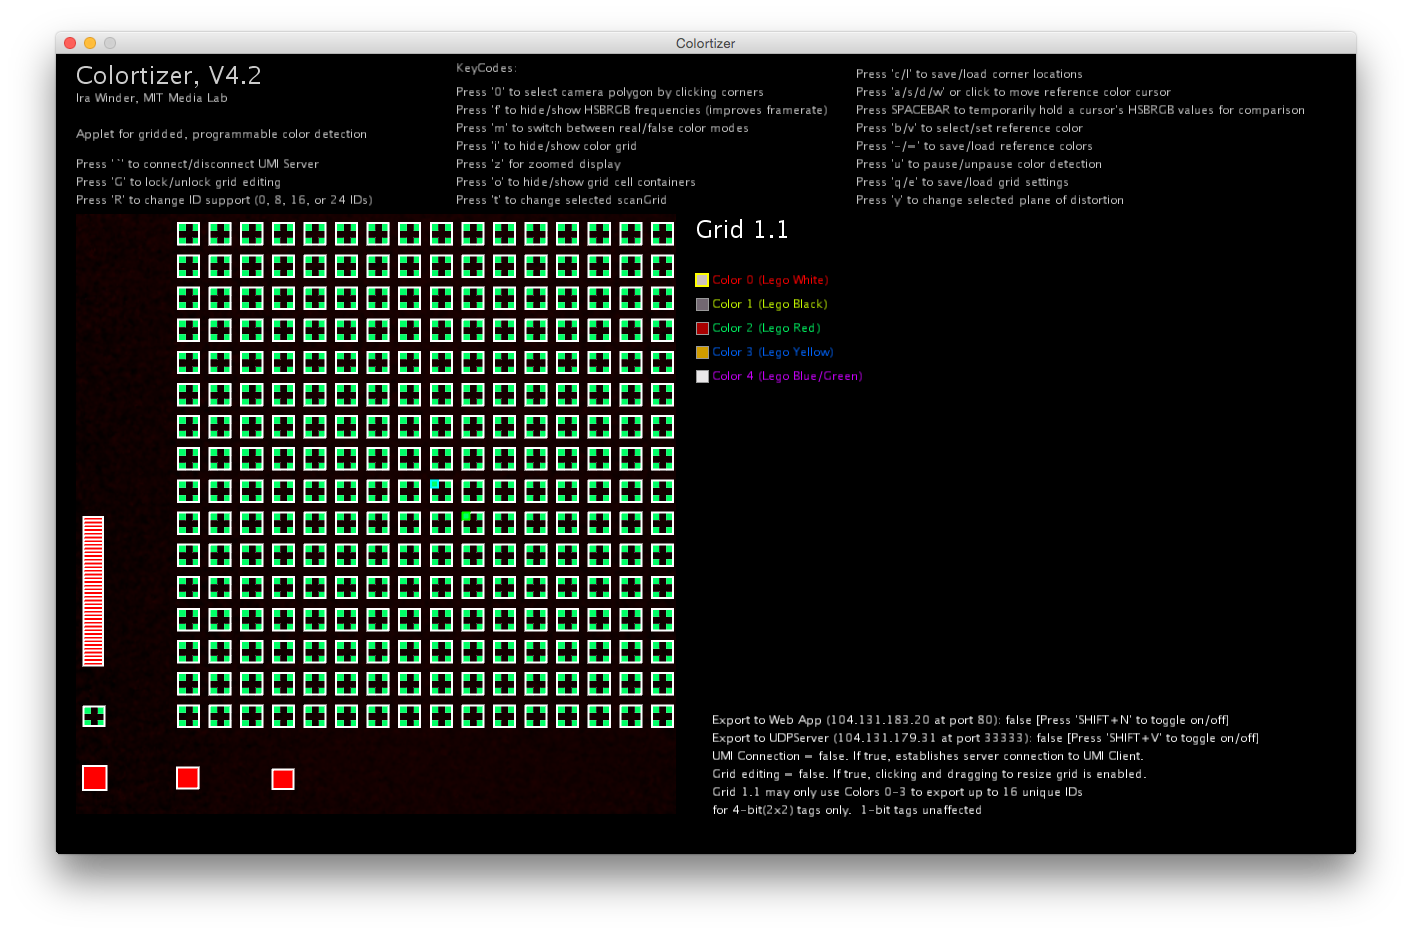 Colortizer
Colortizer, V4.2
Ira Winder, MIT Media Lab
Applet for gridded, programmable color detection
Press '`' to connect/disconnect UMI Server
Press 'G' to lock/unlock grid editing
Press 'R' to change ID support (0, 8, 16, or 24 IDs)
KeyCodes:
Press '0' to select camera polygon by clicking corners
Press 'f' to hide/show HSBRGB frequencies (improves framerate)
Press 'm' to switch between real/false color modes
Press 'i' to hide/show color grid
Press 'z' for zoomed display
Press 'o' to hide/show grid cell containers
Press 't' to change selected scanGrid
Press 'c/l' to save/load corner locations
Press 'a/s/d/w' or click to move reference color cursor
Press SPACEBAR to temporarily hold a cursor's HSBRGB values for comparison
Press 'b/v' to select/set reference color
Press '-/=' to save/load reference colors
Press 'u' to pause/unpause color detection
Press 'q/e' to save/load grid settings
Press 'y' to change selected plane of distortion
Grid 1.1
Color 0 (Lego White)
Color 1 (Lego Black)
Color 2 (Lego Red)
Color 3 (Lego Yellow)
Color 4 (Lego Blue/Green)
Export to Web App (104.131.183.20 at port 80): false [Press 'SHIFT+N' to toggle on/off]
Export to UDPServer (104.131.179.31 at port 33333): false [Press 'SHIFT+V' to toggle on/off]
UMI Connection = false. If true, establishes server connection to UMI Client.
Grid editing = false. If true, clicking and dragging to resize grid is enabled.
Grid 1.1 may only use Colors 0-3 to export up to 16 unique IDs
for 4-bit(2x2) tags only.  1-bit tags unaffected